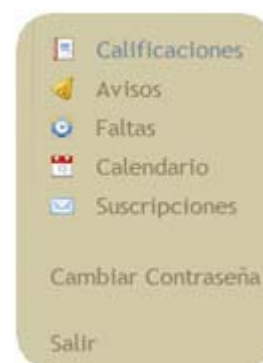 Calificaciones
Avisos
Faltas
Calendario
Suscripciones
Cambiar Contraseña
Salir